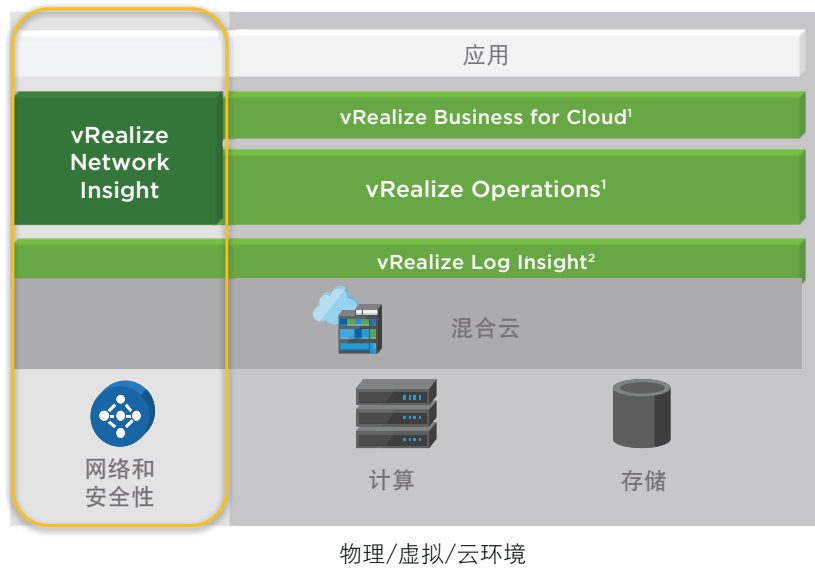 应用
vRealize Business for Cloud¹
vRealize
Network
Insight
vRealize Operations¹
vRealize Log Insight²
混合云
网络和
安全性
计算
存储
物理/虚拟/云环境